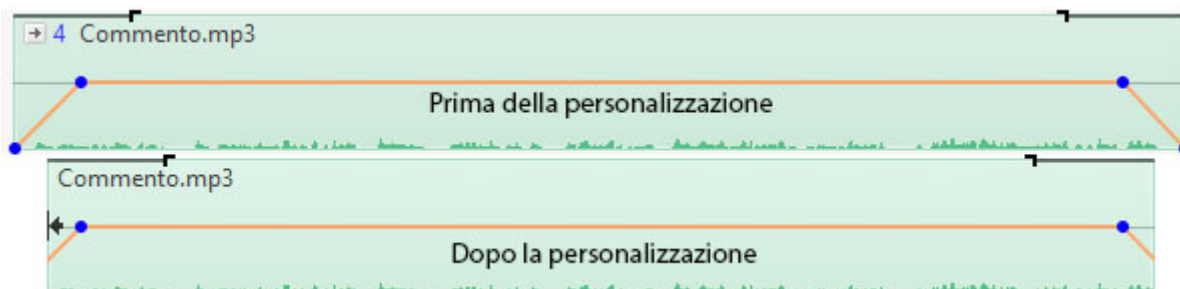 4 Commento.mp3
Prima della personalizzazione
Commento.mp3
Dopo la personalizzazione